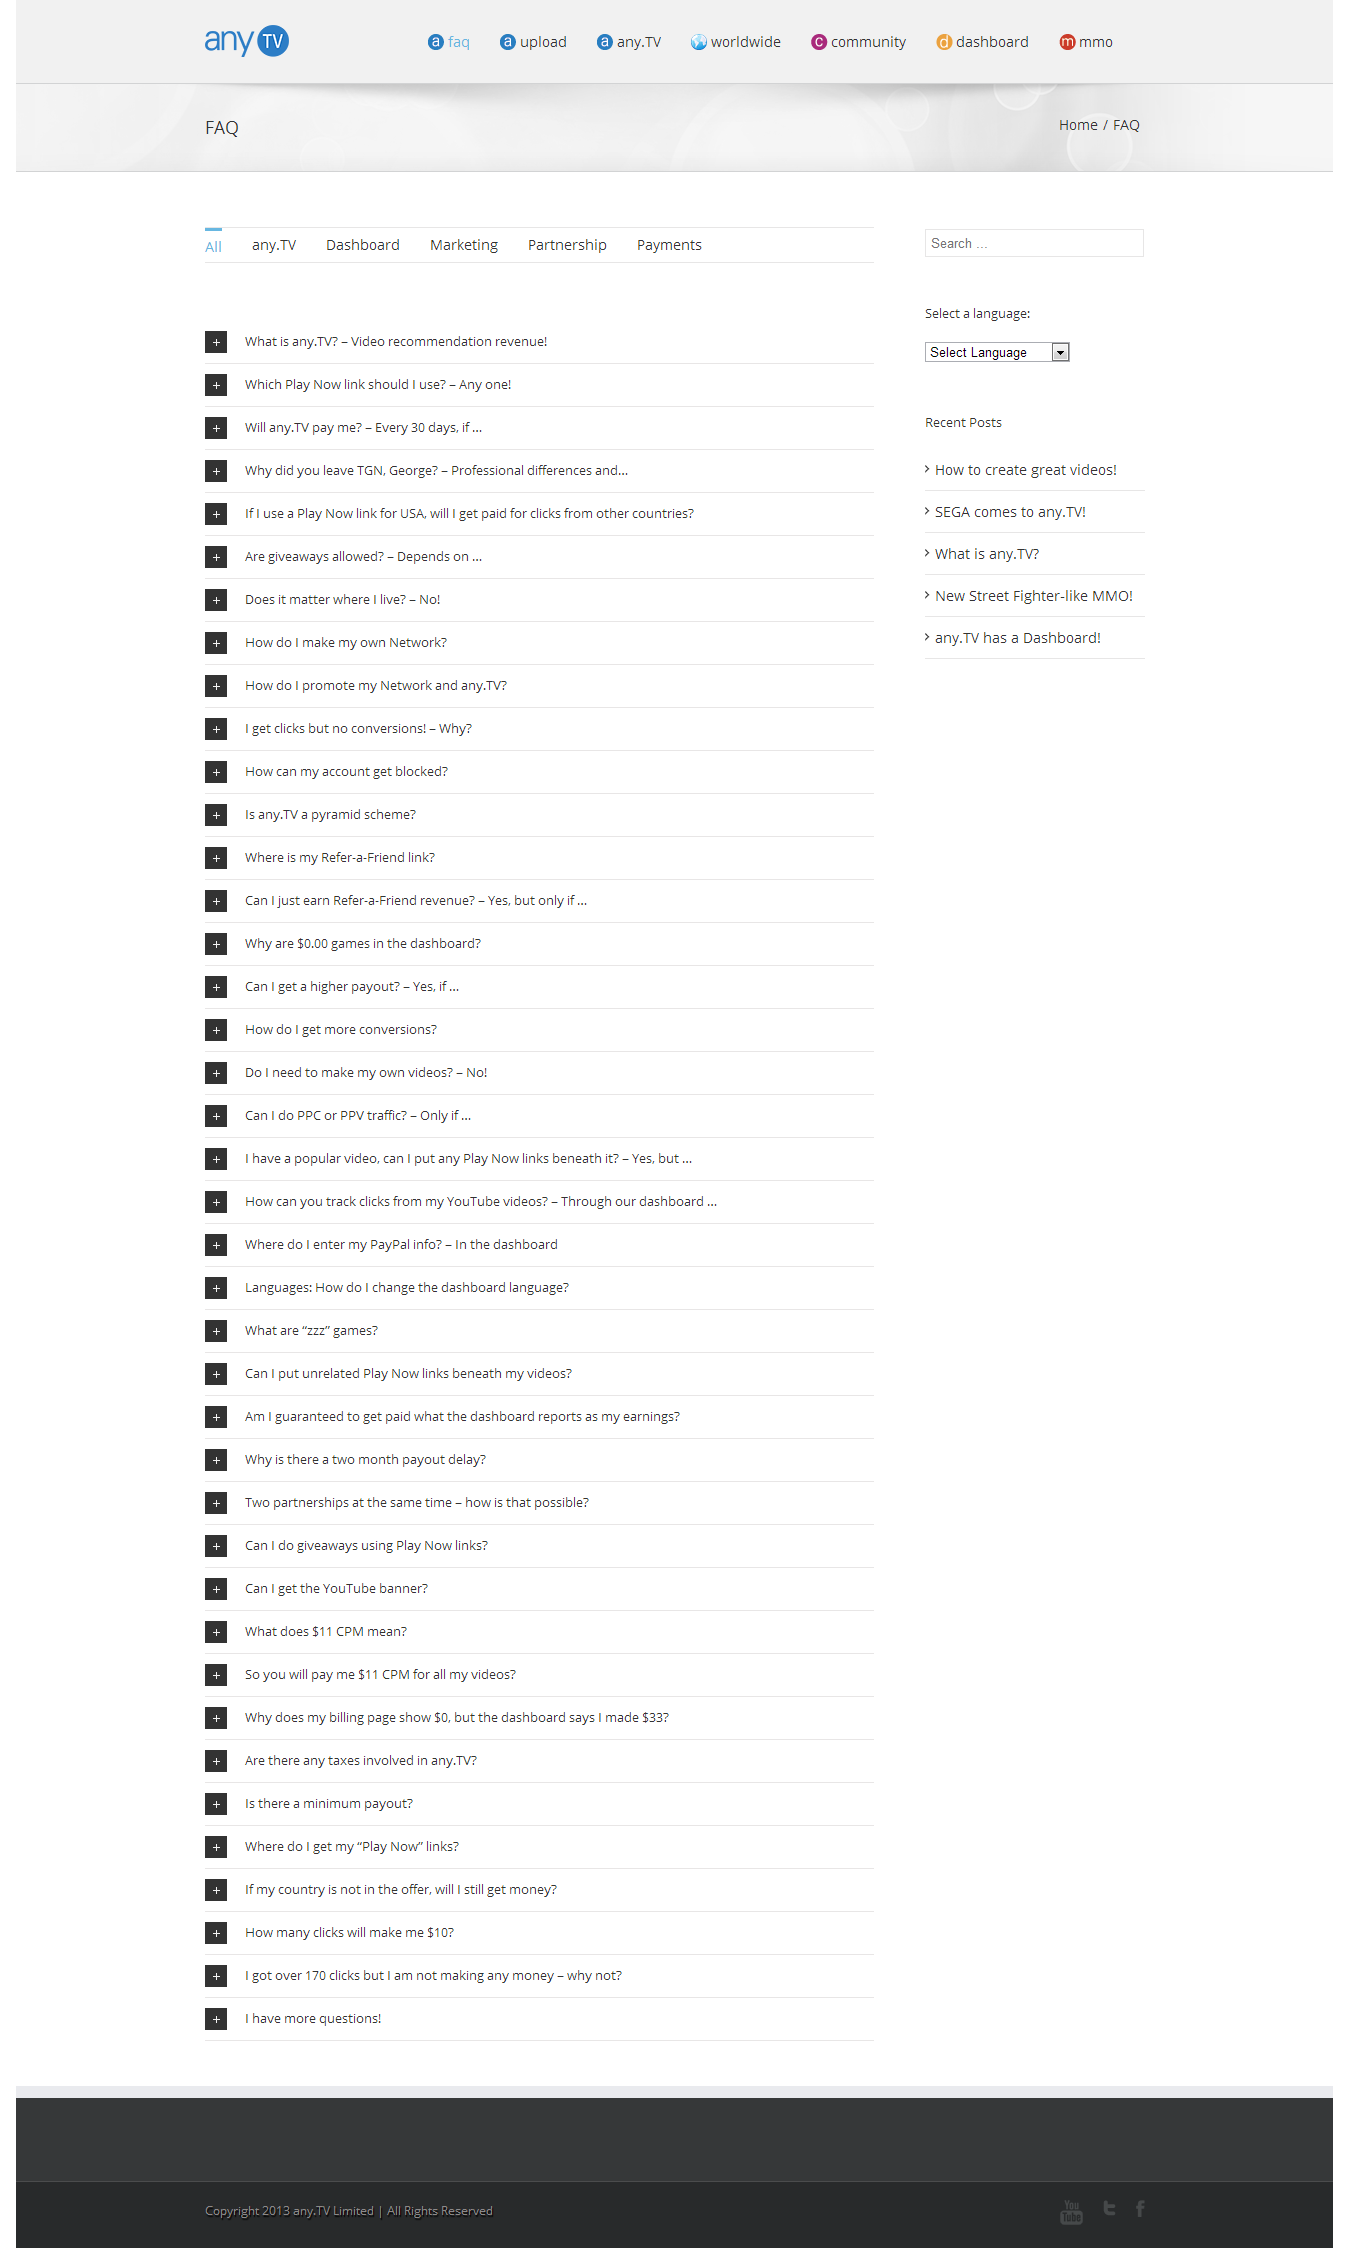 any TV
a faq a upload a any.TV worldwide c community d dashboard m mmo
FAQ
Home / FAQ
All any.TV Dashboard Marketing Partnership Payments
+ What is any.TV? – Video recommendation revenue!
+ Which Play Now link should I use? – Any one!
+ Will any.TV pay me? – Every 30 days, if ...
+ Why did you leave TGN, George? – Professional differences and...
+ If I use a Play Now link for USA, will I get paid for clicks from other countries?
+ Are giveaways allowed? – Depends on ...
+ Does it matter where I live? – No!
+ How do I make my own Network?
+ How do I promote my Network and any.TV?
+ I get clicks but no conversions! – Why?
+ How can my account get blocked?
+ Is any.TV a pyramid scheme?
+ Where is my Refer-a-Friend link?
+ Can I just earn Refer-a-Friend revenue? – Yes, but only if ...
+ Why are $0.00 games in the dashboard?
+ Can I get a higher payout? – Yes, if ...
+ How do I get more conversions?
+ Do I need to make my own videos? – No!
+ Can I do PPC or PPV traffic? – Only if ...
+ I have a popular video, can I put any Play Now links beneath it? – Yes, but ...
+ How can you track clicks from my YouTube videos? – Through our dashboard ...
+ Where do I enter my PayPal info? – In the dashboard
+ Languages: How do I change the dashboard language?
+ What are “zzz” games?
+ Can I put unrelated Play Now links beneath my videos?
+ Am I guaranteed to get paid what the dashboard reports as my earnings?
+ Why is there a two month payout delay?
+ Two partnerships at the same time – how is that possible?
+ Can I do giveaways using Play Now links?
+ Can I get the YouTube banner?
+ What does $11 CPM mean?
+ So you will pay me $11 CPM for all my videos?
+ Why does my billing page show $0, but the dashboard says I made $33?
+ Are there any taxes involved in any.TV?
+ Is there a minimum payout?
+ Where do I get my “Play Now” links?
+ If my country is not in the offer, will I still get money?
+ How many clicks will make me $10?
+ I got over 170 clicks but I am not making any money – why not?
+ I have more questions!
Search ...
Select a language:
Select Language
Recent Posts
How to create great videos!
SEGA comes to any.TV!
What is any.TV?
New Street Fighter-like MMO!
any.TV has a Dashboard!
Copyright 2013 any.TV Limited | All Rights Reserved
You
Tube